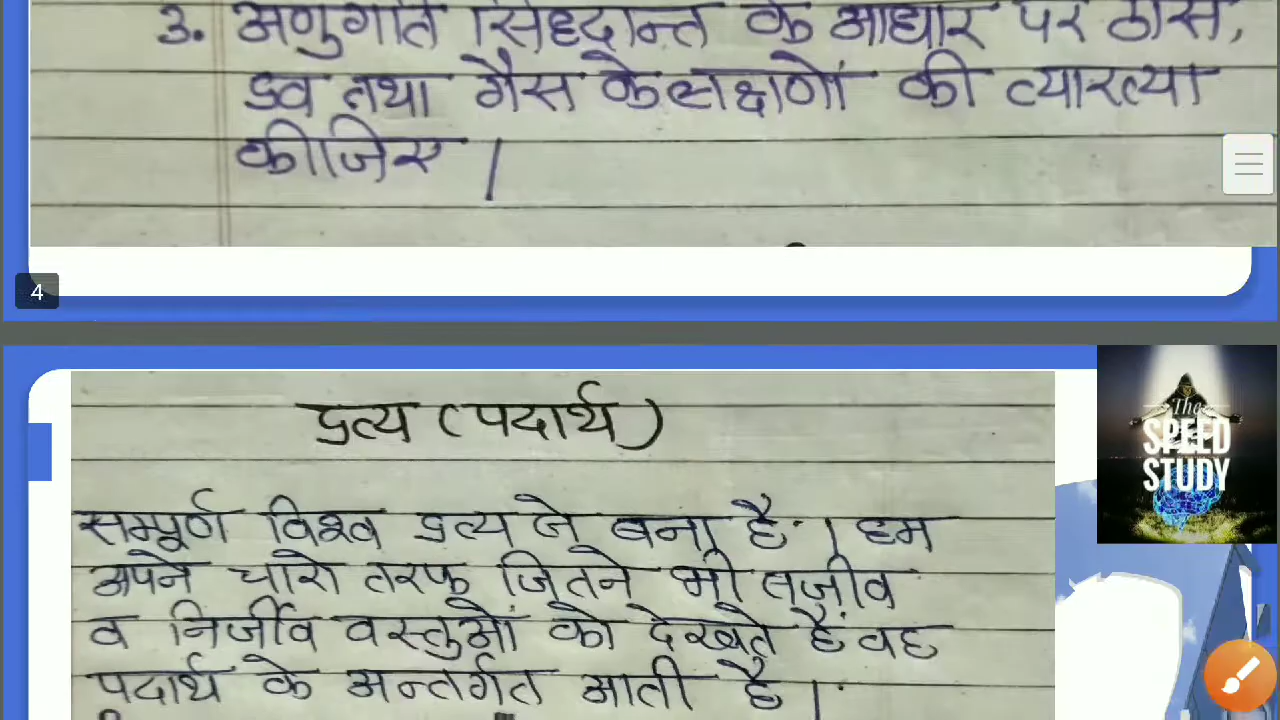 3. अणुगति सिद्धान्त के आधार पर ठोस,
द्रव तथा गैस के लक्षणों की व्याख्या
कीजिए |
4
द्रव्य (पदार्थ)
The
SPEED
STUDY
सम्पूर्ण विश्व द्रव्य से बना है । हम
अपने चारो तरफ जितने भी सजीव
व निर्जीव वस्तुओं को देखते हैं वह
पदार्थ के अन्तर्गत आती है ।